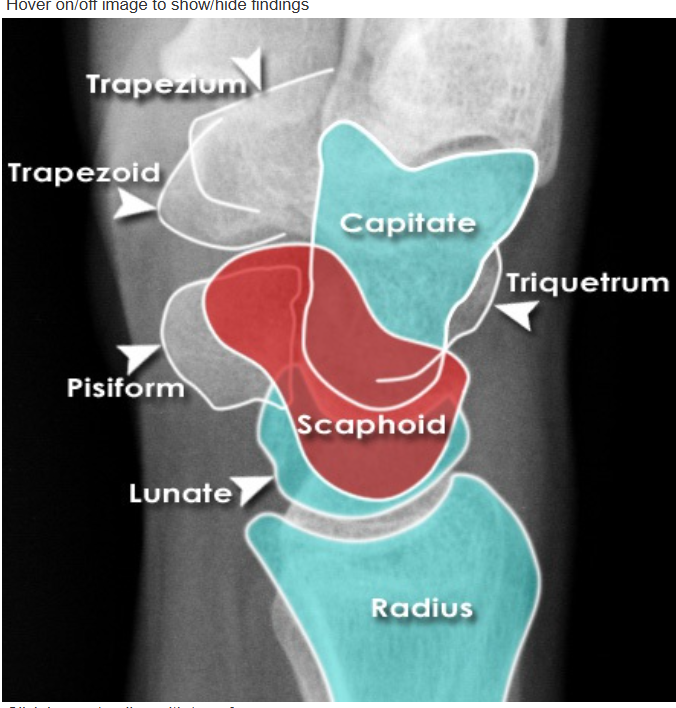 Hover on/off image to show/hide findings
Trapezium
Trapezoid
Capitate
Triquetrum
Pisiform
Scaphoid
Lunate
Radius